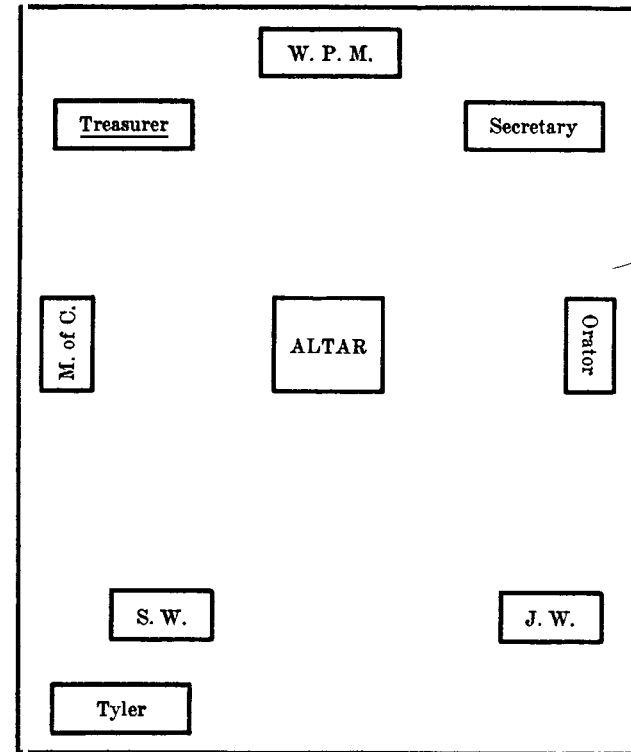 W. P. M.
Treasurer
Secretary
M. of C.
ALTAR
Orator
S. W.
J. W.
Tyler